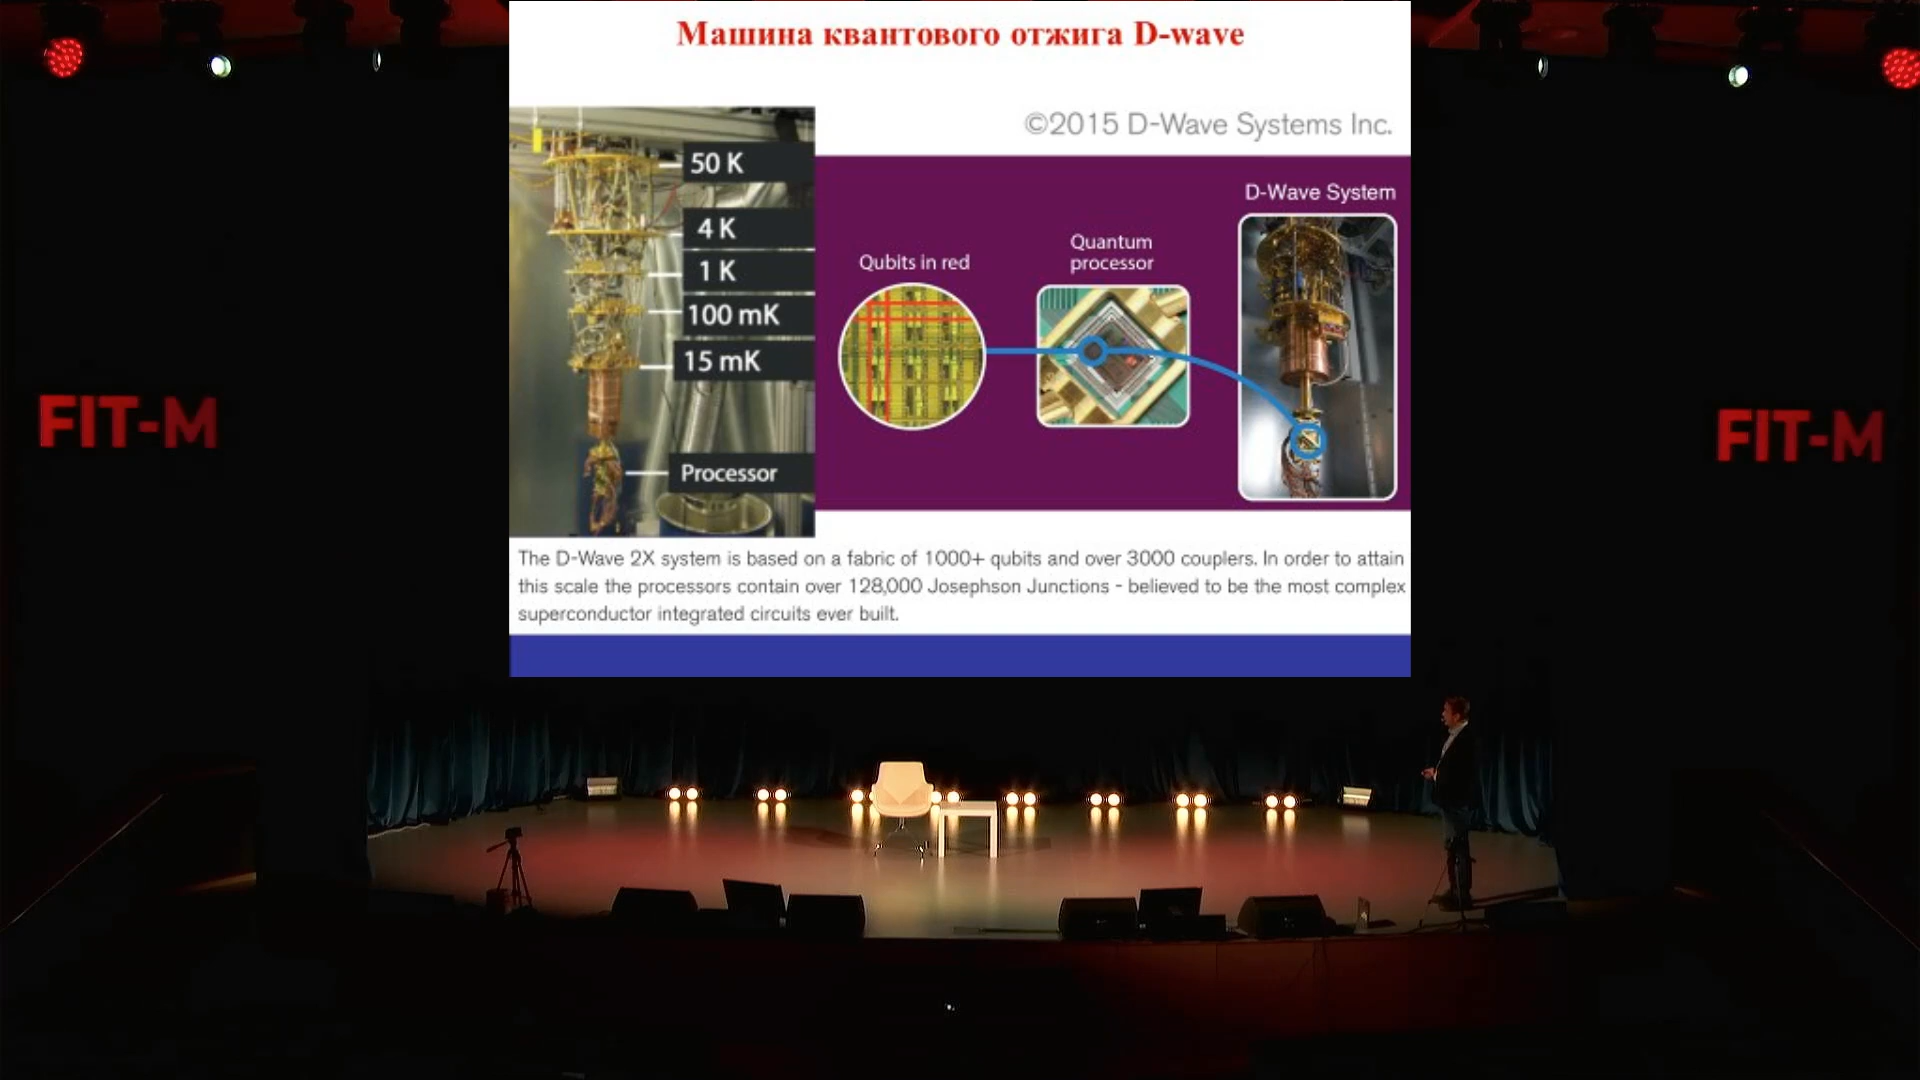 Машина квантового отжига D-wave
©2015 D-Wave Systems Inc.
50 K
4 K
1 K
100 mK
15 mK
Processor
Qubits in red
Quantum
processor
D-Wave System
The D-Wave 2X system is based on a fabric of 1000+ qubits and over 3000 couplers. In order to attain
this scale the processors contain over 128,000 Josephson Junctions - believed to be the most complex
superconductor integrated circuits ever built.
FIT-M
FIT-M